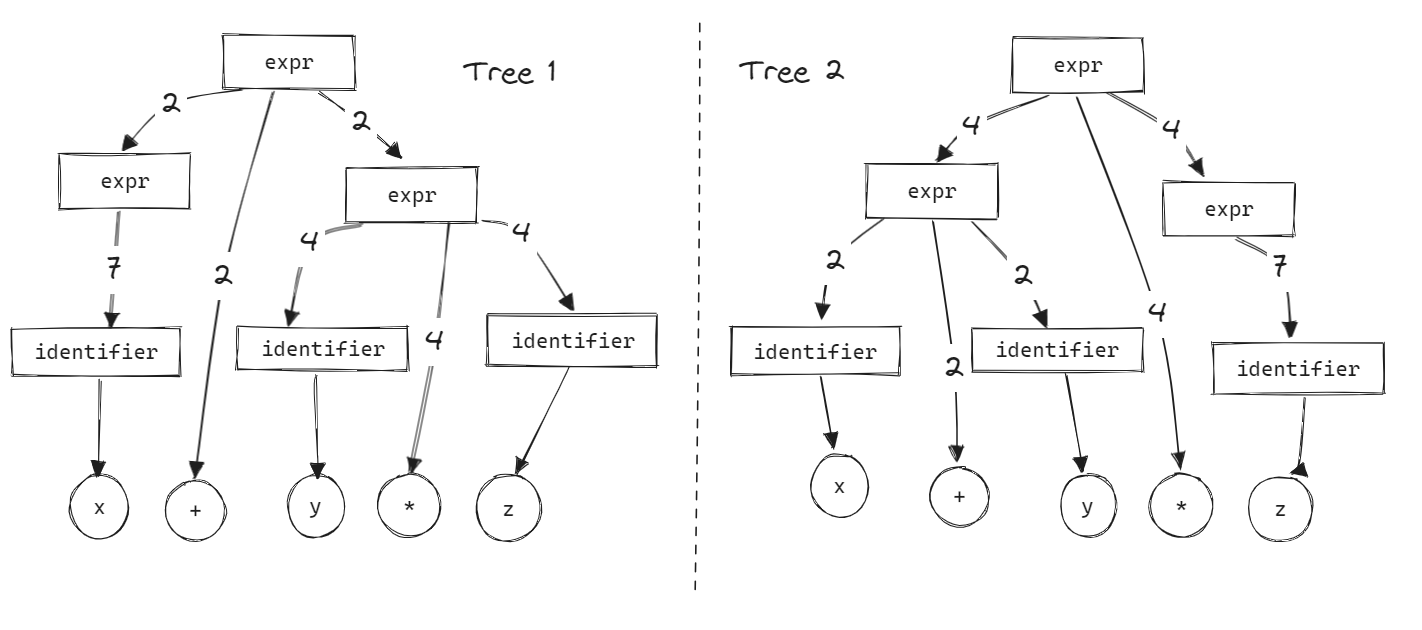 Tree 1
expr
2
2
expr
expr
7
2
4
4
4
identifier
identifier
identifier
x
+
y
*
z
Tree 2
expr
4
4
expr
expr
2
2
7
4
2
identifier
identifier
identifier
x
+
y
*
z